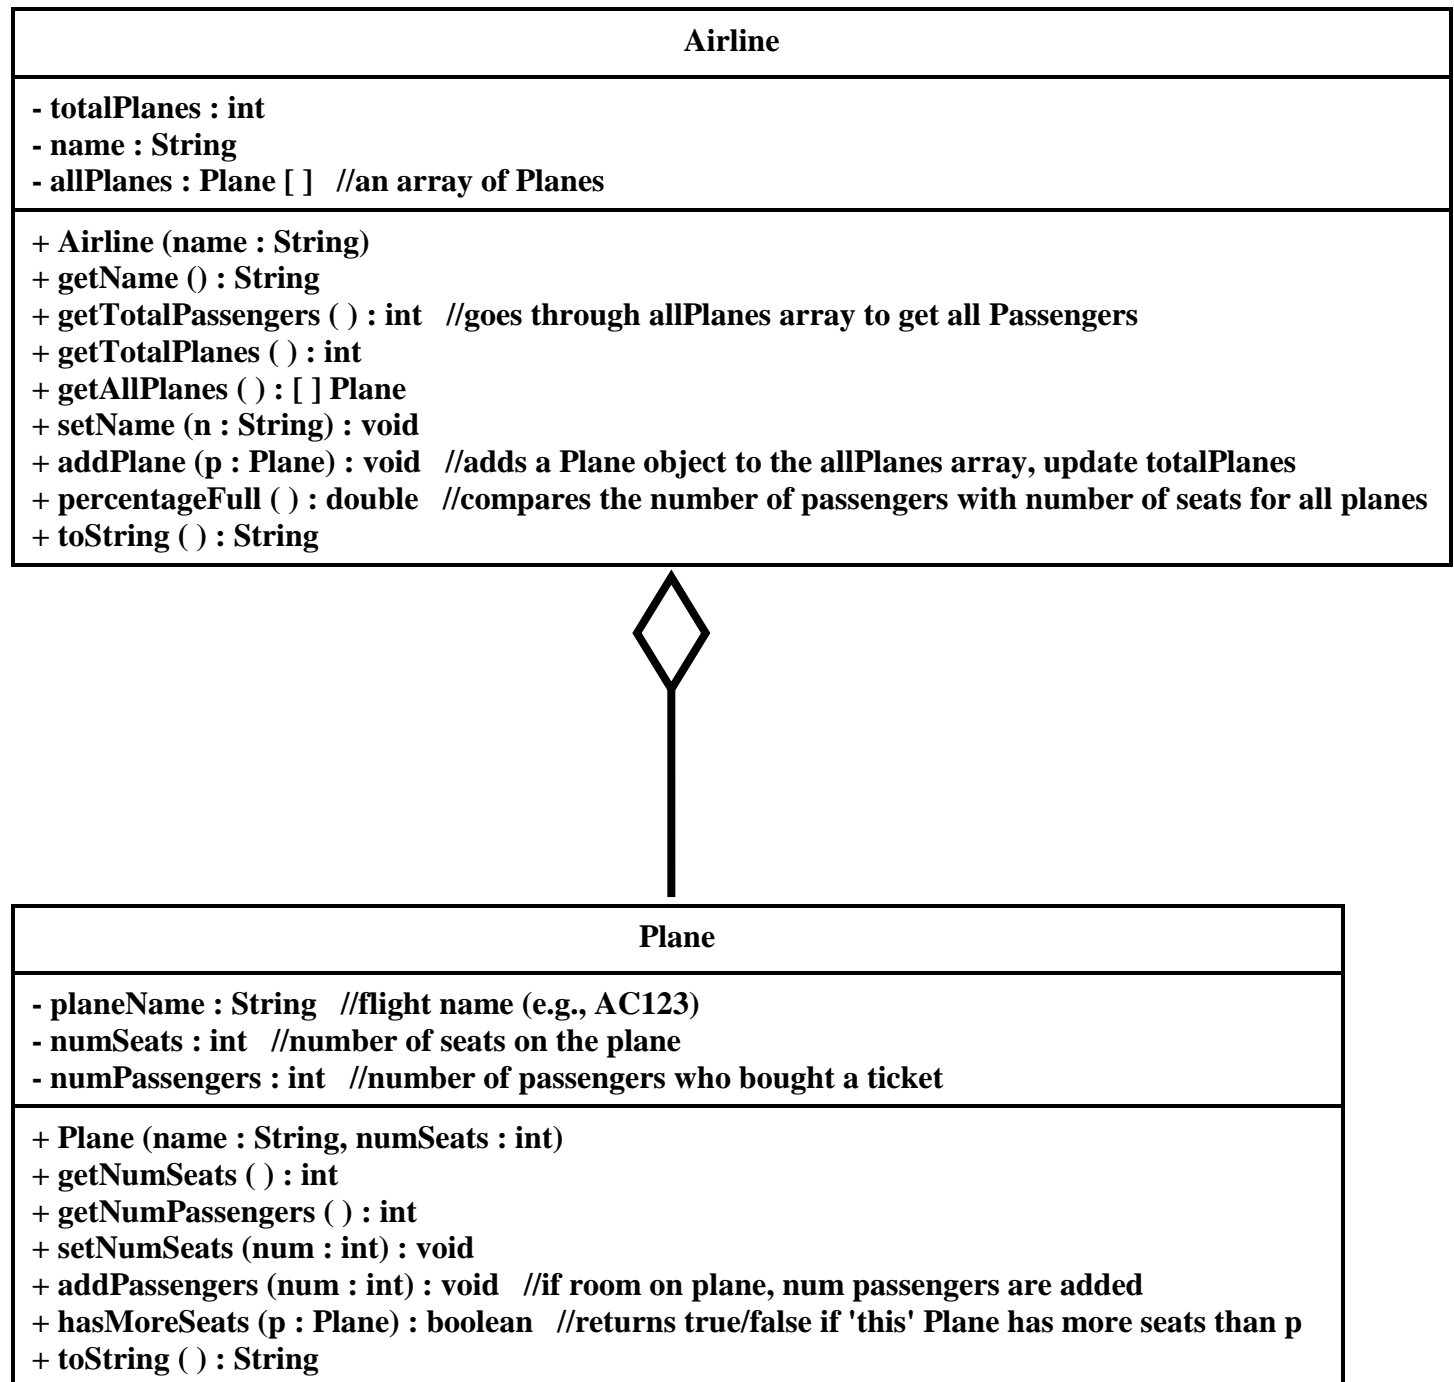 Airline
- totalPlanes : int
- name : String
- allPlanes : Plane [ ]   //an array of Planes
+ Airline (name : String)
+ getName () : String
+ getTotalPassengers ( ) : int   //goes through allPlanes array to get all Passengers
+ getTotalPlanes ( ) : int
+ getAllPlanes ( ) : [ ] Plane
+ setName (n : String) : void
+ addPlane (p : Plane) : void   //adds a Plane object to the allPlanes array, update totalPlanes
+ percentageFull ( ) : double   //compares the number of passengers with number of seats for all planes
+ toString ( ) : String
Plane
- planeName : String   //flight name (e.g., AC123)
- numSeats : int   //number of seats on the plane
- numPassengers : int   //number of passengers who bought a ticket
+ Plane (name : String, numSeats : int)
+ getNumSeats ( ) : int
+ getNumPassengers ( ) : int
+ setNumSeats (num : int) : void
+ addPassengers (num : int) : void   //if room on plane, num passengers are added
+ hasMoreSeats (p : Plane) : boolean   //returns true/false if 'this' Plane has more seats than p
+ toString ( ) : String